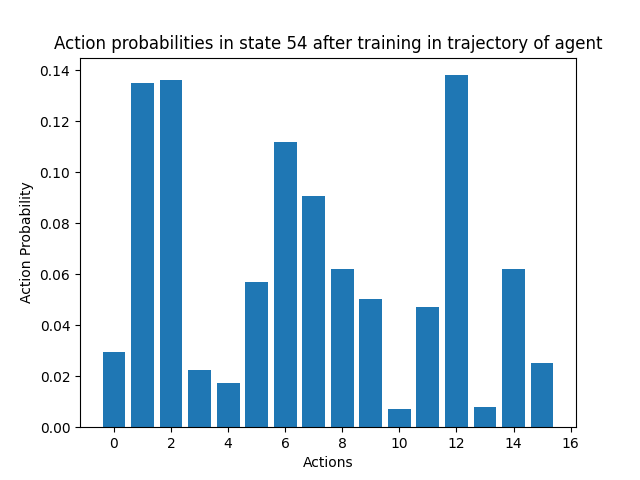 Action probabilities in state 54 after training in trajectory of agent
0.14
0.12
0.10
0.08
0.06
0.04
0.02
0.00
Action Probability
0 2 4 6 8 10 12 14 16
Actions